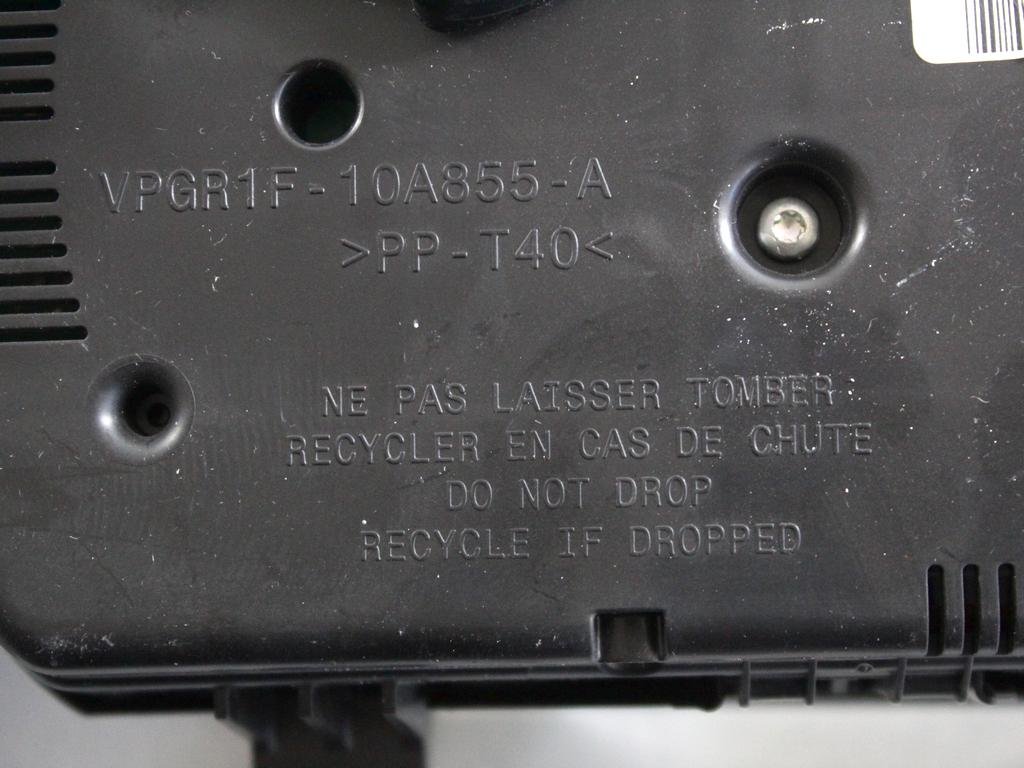 VPGR1F-10A855-A
>PP-T40<
NE PAS LAISSER TOMBER
RECYCLER EN CAS DE CHUTE
DO NOT DROP
RECYCLE IF DROPPED